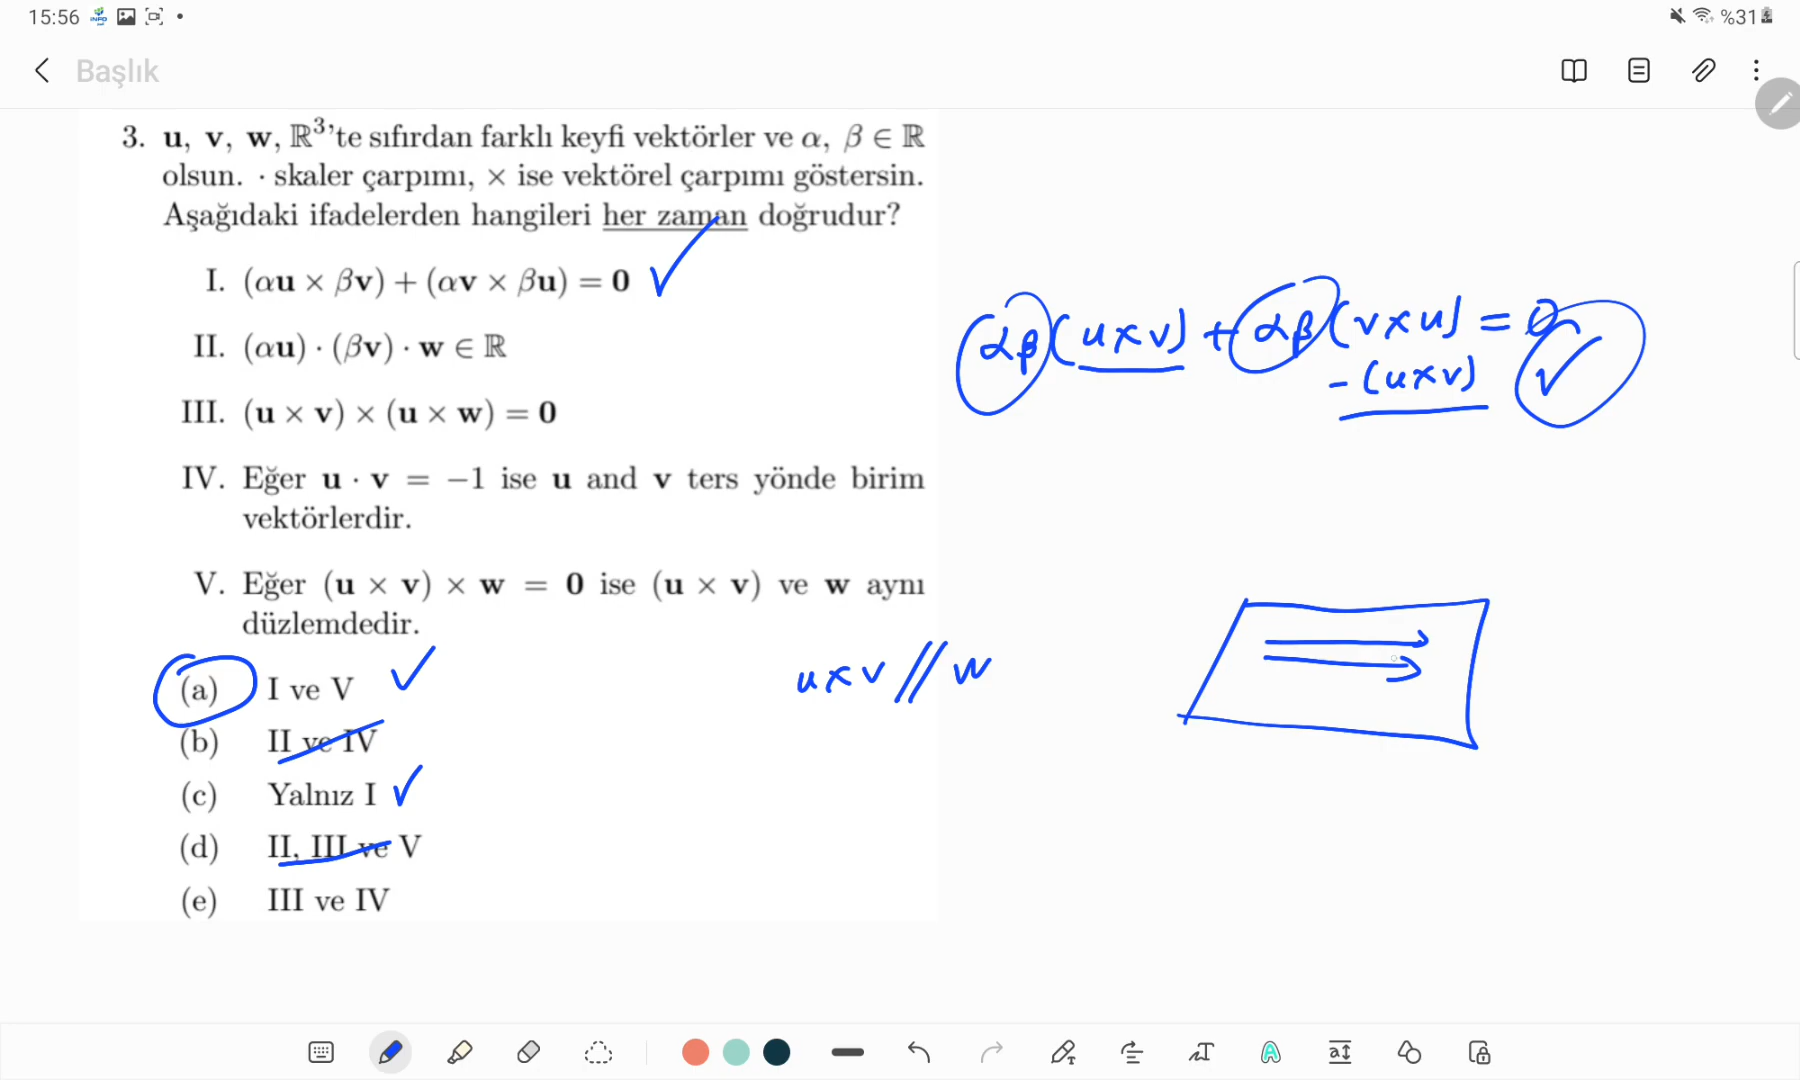 15:56 %31
Başlık
3. u, v, w, ℝ³'te sıfırdan farklı keyfi vektörler ve α, β ∈ ℝ
olsun. · skaler çarpımı, × ise vektörel çarpımı göstersin.
Aşağıdaki ifadelerden hangileri her zaman doğrudur?
I. (αu × βv) + (αv × βu) = 0 ✓
II. (αu) · (βv) · w ∈ ℝ
III. (u × v) × (u × w) = 0
IV. Eğer u · v = −1 ise u and v ters yönde birim
vektörlerdir.
V. Eğer (u × v) × w = 0 ise (u × v) ve w aynı
düzlemdedir.
(a) I ve V ✓
(b) II ve IV
(c) Yalnız I ✓
(d) II, III ve V
(e) III ve IV
αβ(u×v) + αβ(v×u) = 0
-(u×v) ✓
u×v // w